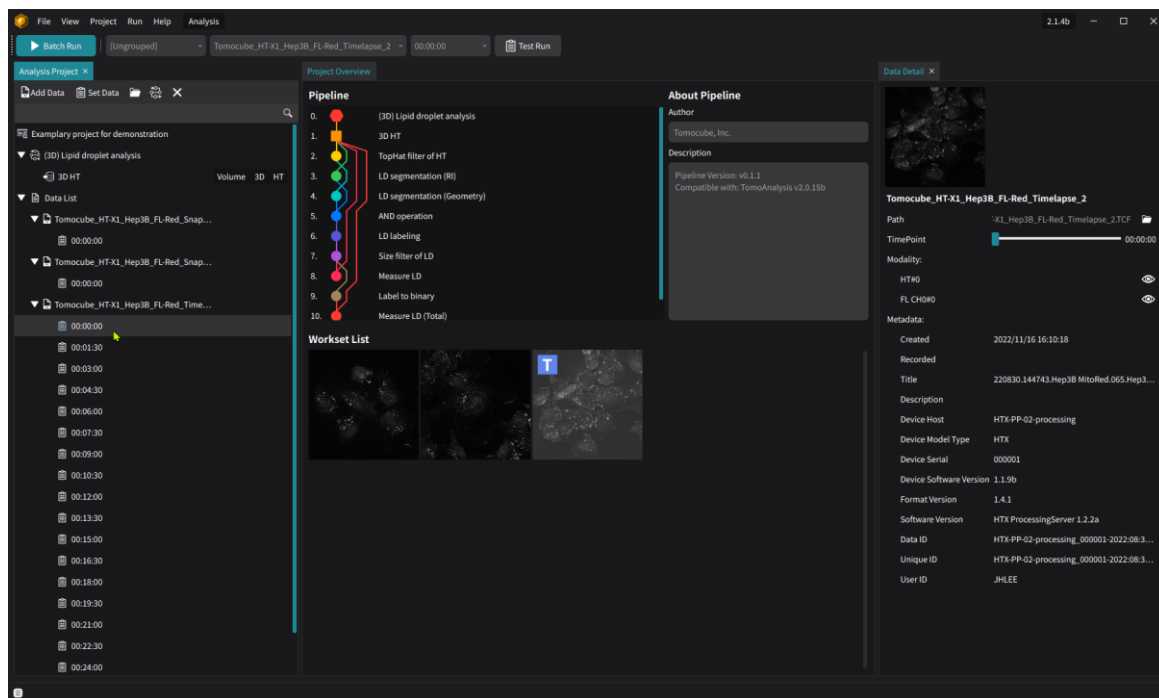 File View Project Run Help Analysis 2.1.4b
Batch Run [Ungrouped] Tomocube_HT-X1_Hep3B_FL-Red_Timelapse_2 00:00:00 Test Run
Analysis Project
Add Data Set Data
Examplary project for demonstration
(3D) Lipid droplet analysis
3D HT Volume 3D HT
Data List
Tomocube_HT-X1_Hep3B_FL-Red_Snap...
00:00:00
Tomocube_HT-X1_Hep3B_FL-Red_Snap...
00:00:00
Tomocube_HT-X1_Hep3B_FL-Red_Time...
00:00:00
00:01:30
00:03:00
00:04:30
00:06:00
00:07:30
00:09:00
00:10:30
00:12:00
00:13:30
00:15:00
00:16:30
00:18:00
00:19:30
00:21:00
00:22:30
00:24:00
Project Overview
Pipeline
0. (3D) Lipid droplet analysis
1. 3D HT
2. TopHat filter of HT
3. LD segmentation (RI)
4. LD segmentation (Geometry)
5. AND operation
6. LD labeling
7. Size filter of LD
8. Measure LD
9. Label to binary
10. Measure LD (Total)
About Pipeline
Author
Tomocube, Inc.
Description
Pipeline Version: v0.1.1
Compatible with: TomoAnalysis v2.0.15b
Workset List
T
Data Detail
Tomocube_HT-X1_Hep3B_FL-Red_Timelapse_2
Path -X1_Hep3B_FL-Red_Timelapse_2.TCF
TimePoint 00:00:00
Modality:
HT#0
FL CH0#0
Metadata:
Created 2022/11/16 16:10:18
Recorded
Title 220830.144743.Hep3B MitoRed.065.Hep3...
Description
Device Host HTX-PP-02-processing
Device Model Type HTX
Device Serial 000001
Device Software Version 1.1.9b
Format Version 1.4.1
Software Version HTX ProcessingServer 1.2.2a
Data ID HTX-PP-02-processing_000001-2022:08:3...
Unique ID HTX-PP-02-processing_000001-2022:08:3...
User ID JHLEE